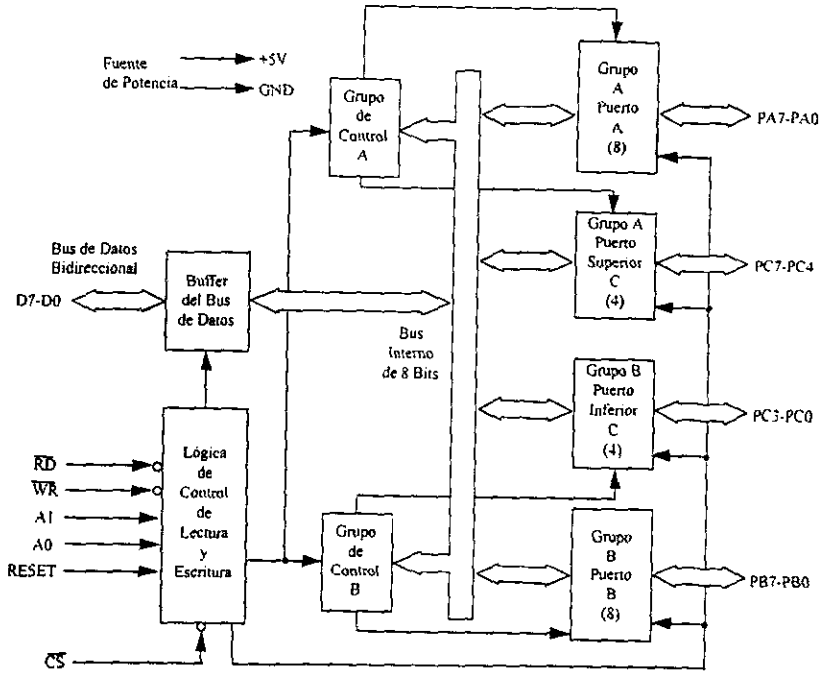 Fuente
de Potencia
+5V
GND
Grupo
de
Control
A
Grupo
A
Puerto
A
(8)
PA7-PA0
Grupo A
Puerto
Superior
C
(4)
PC7-PC4
Bus de Datos
Bidireccional
D7-D0
Buffer
del Bus
de Datos
Bus
Interno
de 8 Bits
Grupo B
Puerto
Inferior
C
(4)
PC3-PC0
RD
WR
A1
A0
RESET
CS
Lógica
de
Control
de
Lectura
y
Escritura
Grupo
de
Control
B
Grupo
B
Puerto
B
(8)
PB7-PB0